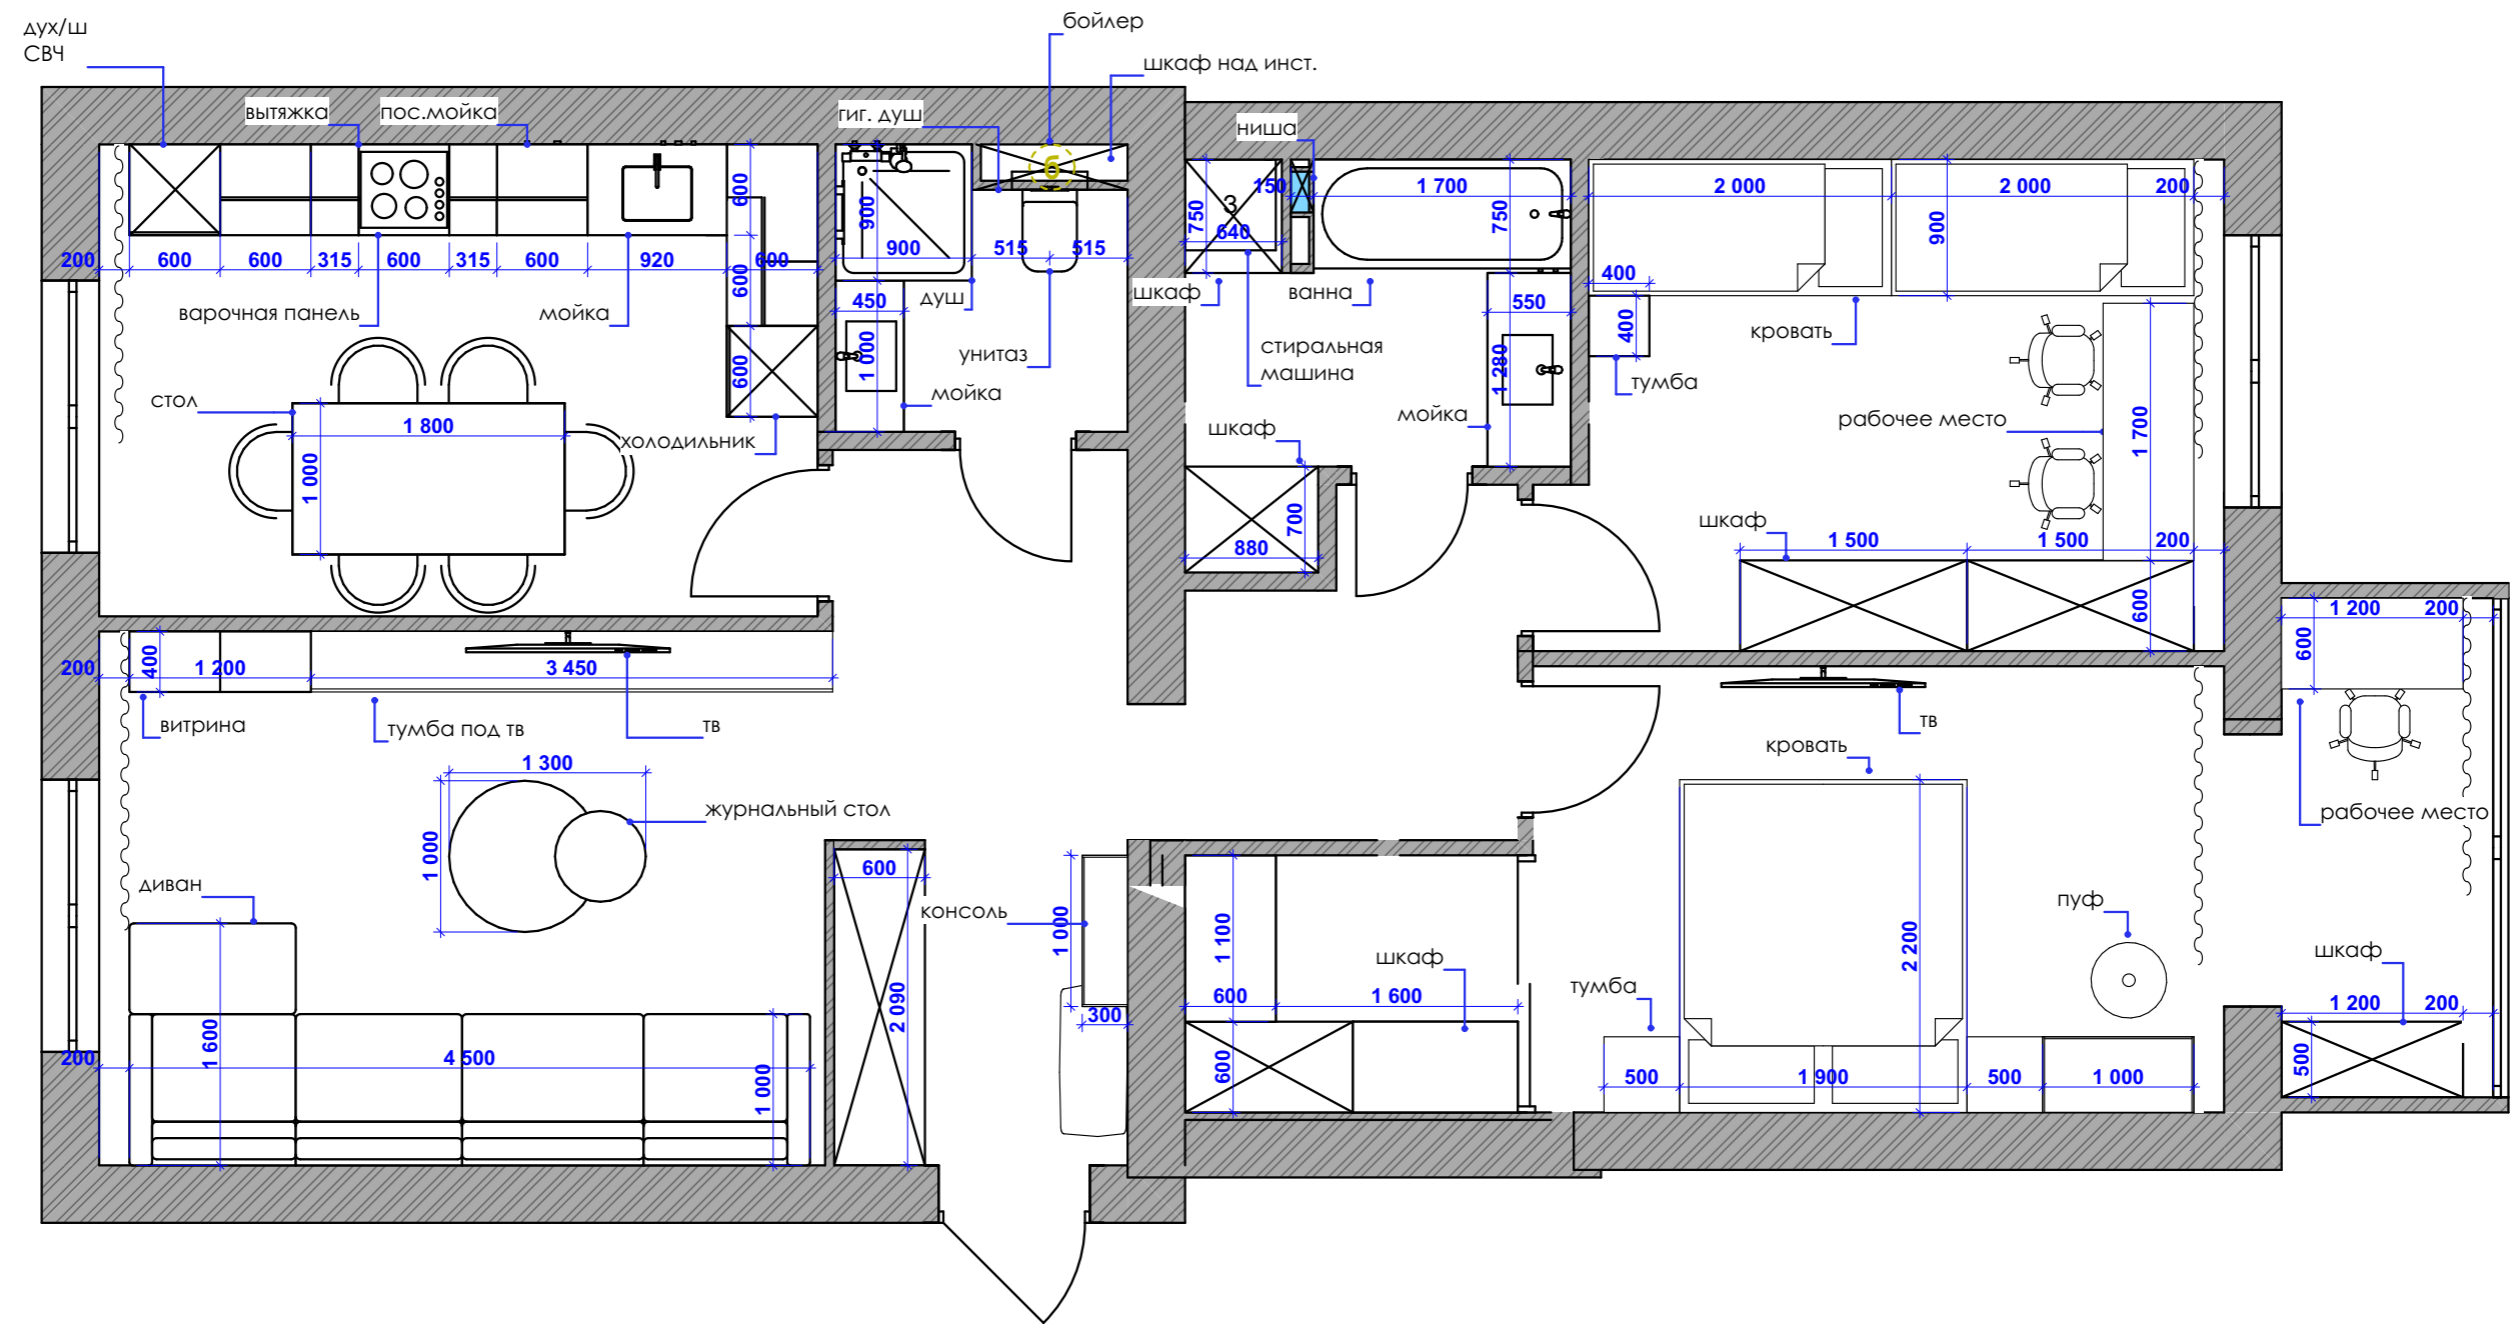 дух/ш
СВЧ
бойлер
шкаф над инст.
вытяжка
пос.мойка
гиг. душ
ниша
б
З
600
900
750
640
150
1 700
750
2 000
2 000
200
900
200
600
600
315
600
315
600
920
600
600
900
515
515
400
400
варочная панель
мойка
450
душ
1 000
унитаз
мойка
шкаф
ванна
550
1 280
стиральная
машина
мойка
кровать
тумба
рабочее место
1 700
600
стол
1 800
1 000
холодильник
шкаф
700
880
шкаф
1 500
1 500
200
600
1 200
200
600
200
400
1 200
3 450
витрина
тумба под тв
тв
тв
кровать
рабочее место
1 300
1 000
журнальный стол
диван
600
2 090
консоль
1 000
300
1 100
600
1 600
шкаф
600
2 200
пуф
тумба
шкаф
1 200
200
500
200
1 600
4 500
1 000
500
1 900
500
1 000